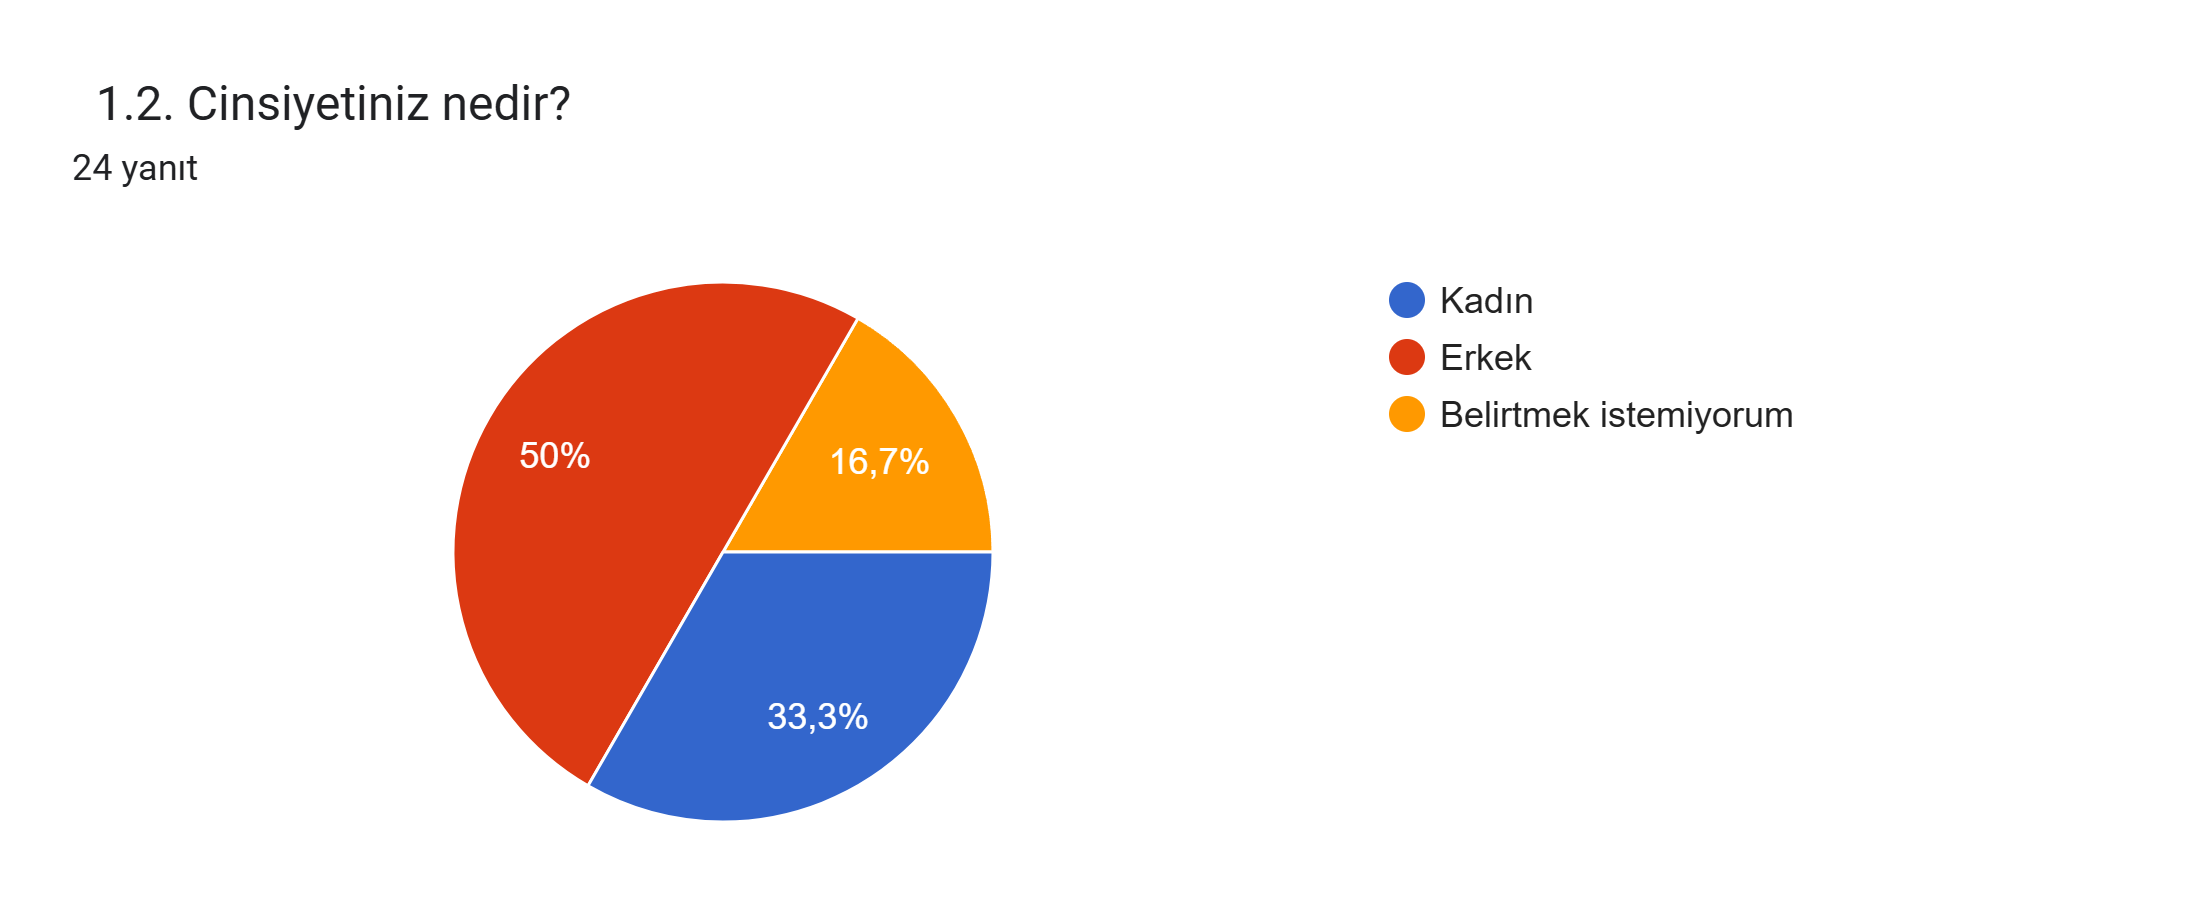 1.2. Cinsiyetiniz nedir?
24 yanıt
Kadın
Erkek
Belirtmek istemiyorum
50%
16,7%
33,3%